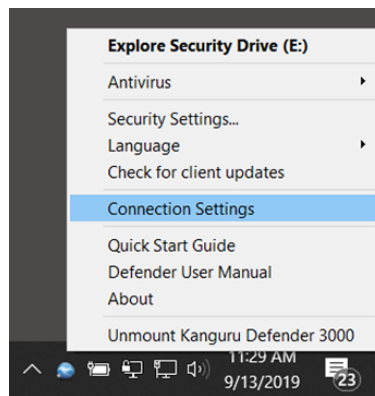 Explore Security Drive (E:)
Antivirus
Security Settings...
Language
Check for client updates
Connection Settings
Quick Start Guide
Defender User Manual
About
Unmount Kanguru Defender 3000
11:29 AM
9/13/2019
23